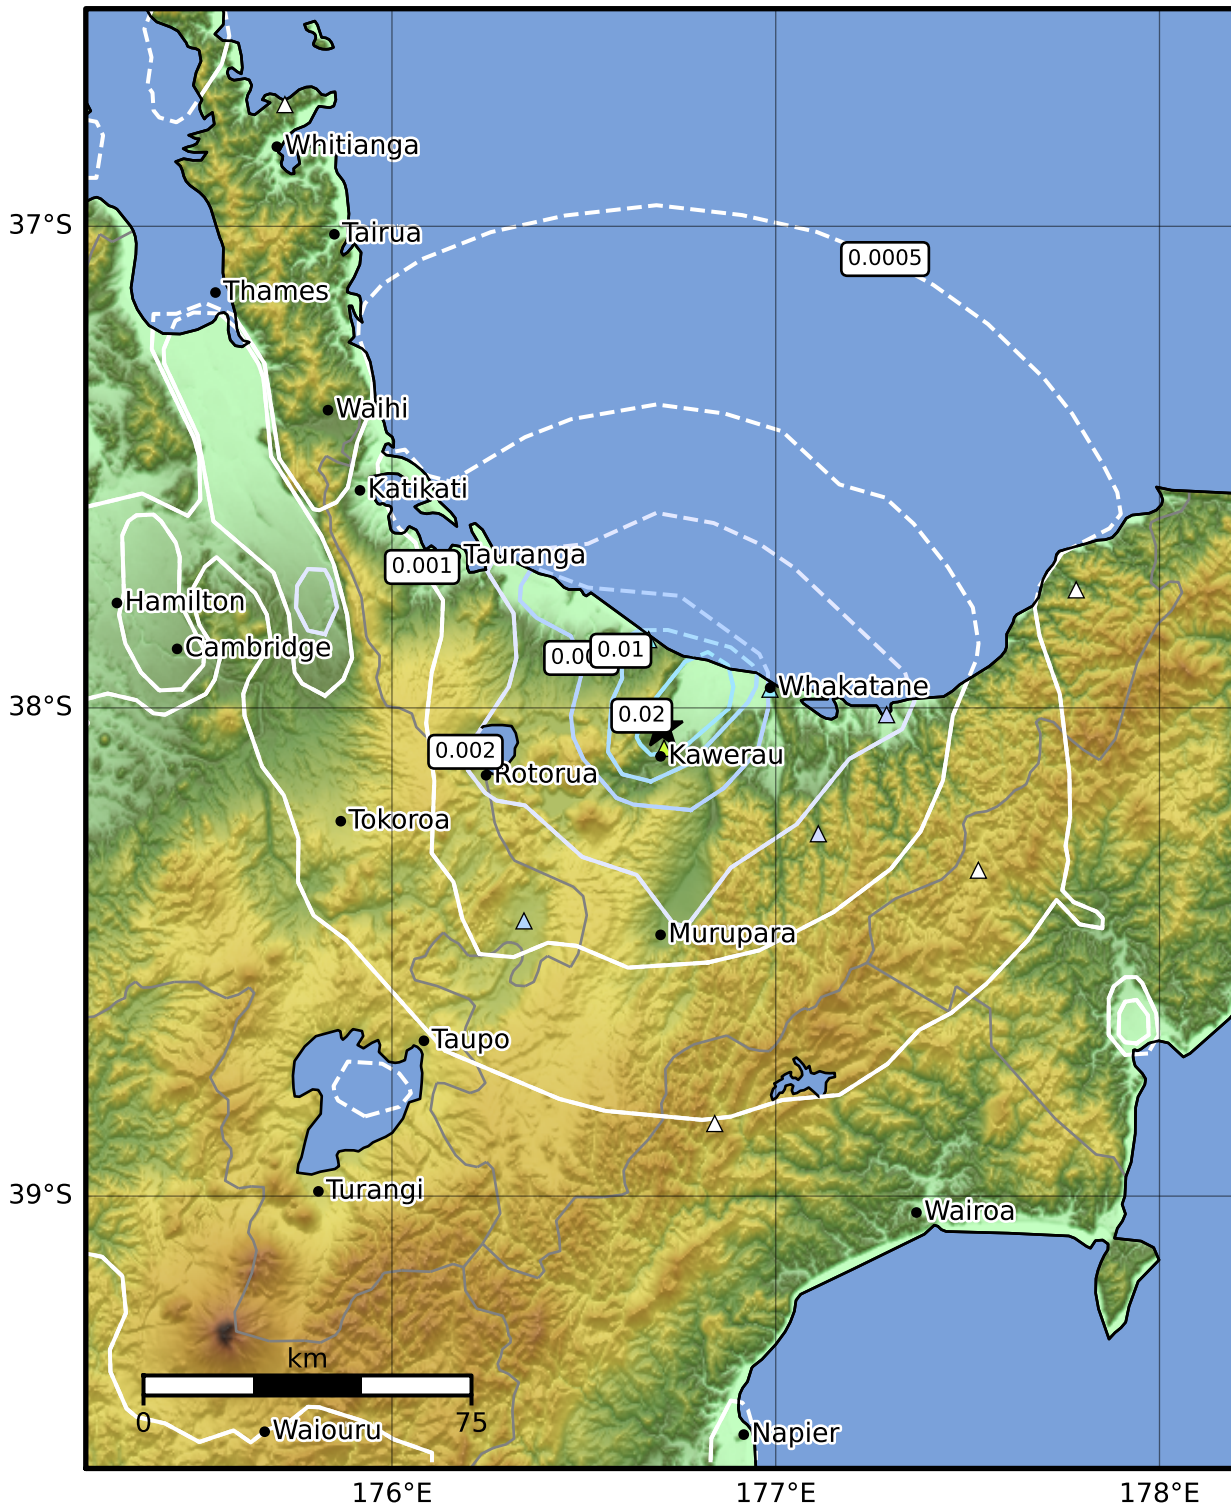 Whitianga
37°S
Tairua
0.0005
Thames
Waihi
Katikati
Tauranga
0.001
Hamilton
Cambridge
0.01
Whakatane
38°S
0.02
0.002
Kawerau
Rotorua
Tokoroa
Murupara
Taupo
39°S
Turangi
Wairoa
km
0
75
Waiouru
Napier
176°E
177°E
178°E